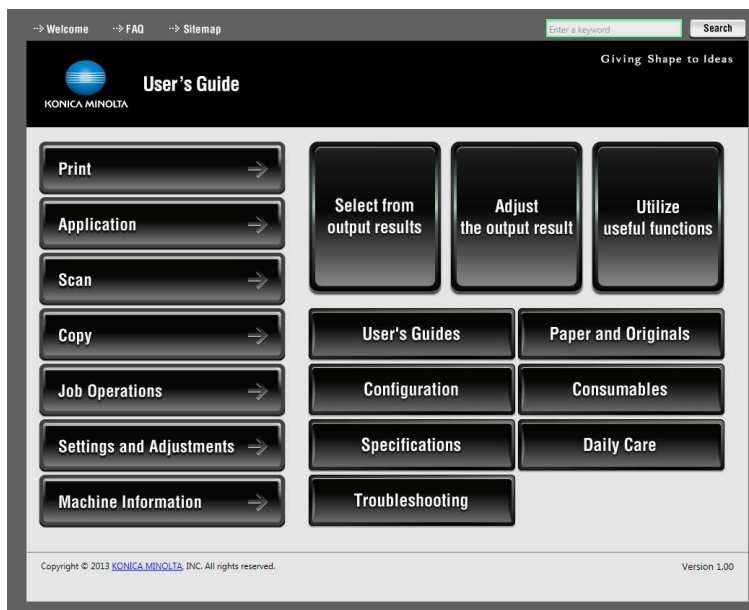 Welcome
FAQ
Sitemap
Enter a keyword
Search
Giving Shape to Ideas
KONICA MINOLTA
User's Guide
Print
Application
Scan
Copy
Job Operations
Settings and Adjustments
Machine Information
Select from
output results
Adjust
the output result
Utilize
useful functions
User's Guides
Paper and Originals
Configuration
Consumables
Specifications
Daily Care
Troubleshooting
Copyright © 2013 KONICA MINOLTA, INC. All rights reserved.
Version 1.00